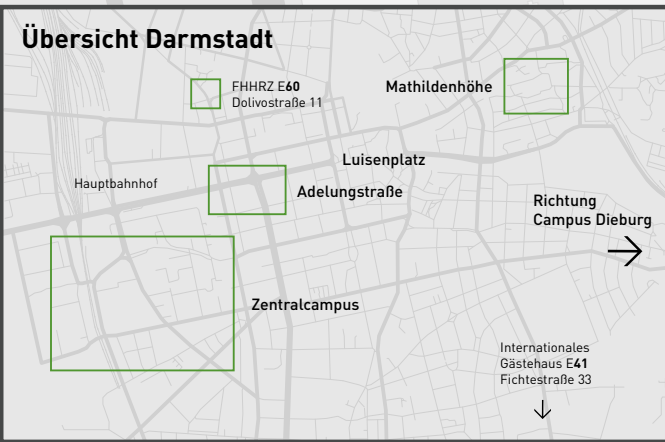 Übersicht Darmstadt
FHHRZ E60
Dolivostraße 11
Mathildenhöhe
Luisenplatz
Hauptbahnhof
Adelungstraße
Richtung
Campus Dieburg
Zentralcampus
Internationales
Gästehaus E41
Fichtestraße 33